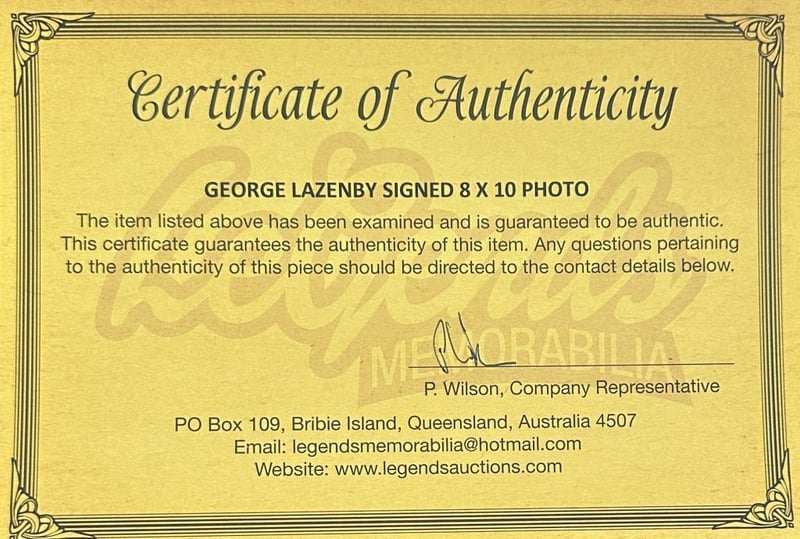 Certificate of Authenticity
GEORGE LAZENBY SIGNED 8 X 10 PHOTO
The item listed above has been examined and is guaranteed to be authentic.
This certificate guarantees the authenticity of this item. Any questions pertaining
to the authenticity of this piece should be directed to the contact details below.
Legends
MEMORABILIA
P. Wilson, Company Representative
PO Box 109, Bribie Island, Queensland, Australia 4507
Email: legendsmemorabilia@hotmail.com
Website: www.legendsauctions.com